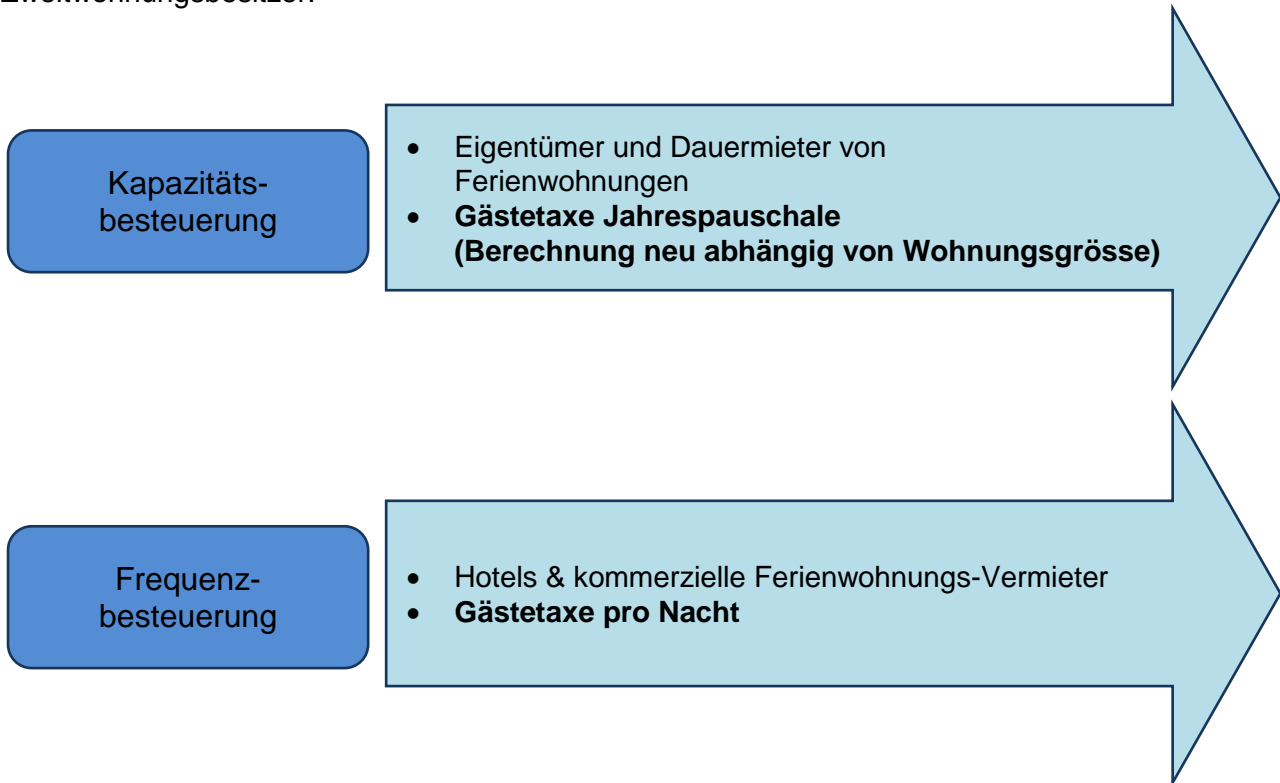 Zweitwohnungsbesitzer.
Kapazitäts-
besteuerung
• Eigentümer und Dauermieter von
Ferienwohnungen
• Gästetaxe Jahrespauschale
(Berechnung neu abhängig von Wohnungsgrösse)
Frequenz-
besteuerung
• Hotels & kommerzielle Ferienwohnungs-Vermieter
• Gästetaxe pro Nacht